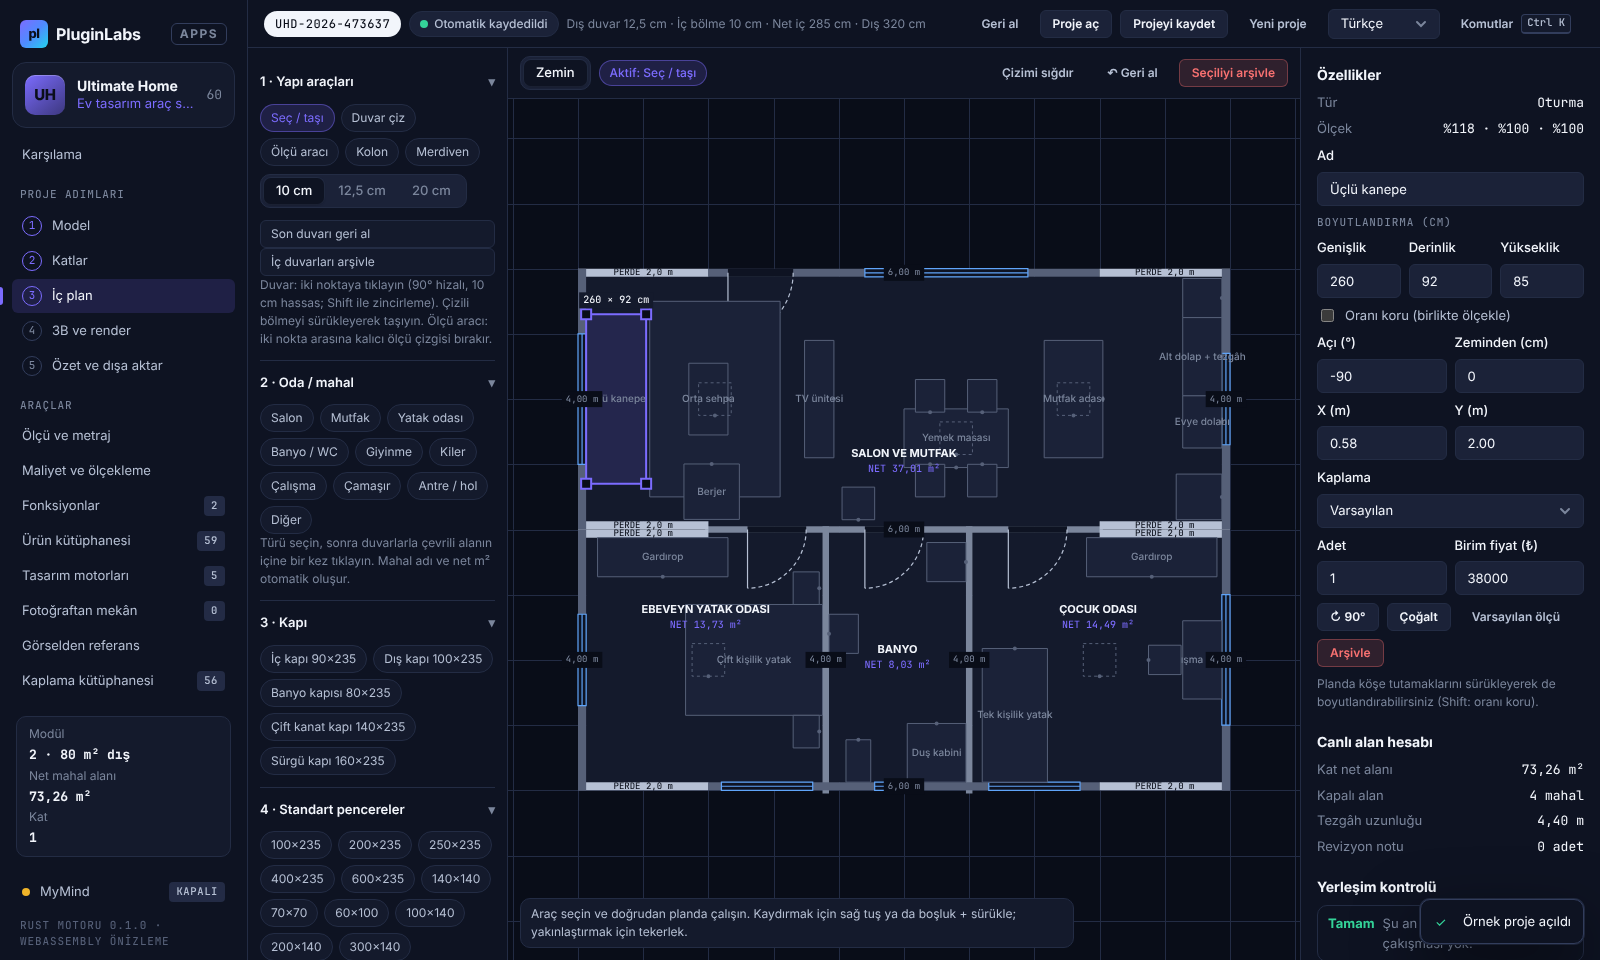 pl PluginLabs APPS
UH Ultimate Home
Ev tasarım araç s... 60
Karşılama
PROJE ADIMLARI
1 Model
2 Katlar
3 İç plan
4 3B ve render
5 Özet ve dışa aktar
ARAÇLAR
Ölçü ve metraj
Maliyet ve ölçekleme
Fonksiyonlar 2
Ürün kütüphanesi 59
Tasarım motorları 5
Fotoğraftan mekân 0
Görselden referans
Kaplama kütüphanesi 56
Modül
2 · 80 m² dış
Net mahal alanı
73,26 m²
Kat
1
MyMind KAPALI
RUST MOTORU 0.1.0 ·
WEBASSEMBLY ÖNİZLEME
UHD-2026-473637 Otomatik kaydedildi Dış duvar 12,5 cm · İç bölme 10 cm · Net iç 285 cm · Dış 320 cm Geri al Proje aç Projeyi kaydet Yeni proje Türkçe Komutlar Ctrl K
1 · Yapı araçları ▾
Seç / taşı Duvar çiz
Ölçü aracı Kolon Merdiven
10 cm 12,5 cm 20 cm
Son duvarı geri al
İç duvarları arşivle
Duvar: iki noktaya tıklayın (90° hizalı, 10
cm hassas; Shift ile zincirleme). Çizili
bölmeyi sürükleyerek taşıyın. Ölçü aracı:
iki nokta arasına kalıcı ölçü çizgisi bırakır.
2 · Oda / mahal ▾
Salon Mutfak Yatak odası
Banyo / WC Giyinme Kiler
Çalışma Çamaşır Antre / hol
Diğer
Türü seçin, sonra duvarlarla çevrili alanın
içine bir kez tıklayın. Mahal adı ve net m²
otomatik oluşur.
3 · Kapı ▾
İç kapı 90×235 Dış kapı 100×235
Banyo kapısı 80×235
Çift kanat kapı 140×235
Sürgü kapı 160×235
4 · Standart pencereler ▾
100×235 200×235 250×235
400×235 600×235 140×140
70×70 60×100 100×140
200×140 300×140
Zemin Aktif: Seç / taşı Çizimi sığdır ↶ Geri al Seçiliyi arşivle
PERDE 2,0 m 6,00 m PERDE 2,0 m
260 × 92 cm
Alt dolap + tezgâh
4,00 m ü kanepe Orta sehpa TV ünitesi Mutfak adası 4,00 m
Evye dolabı
Yemek masası
SALON VE MUTFAK
NET 37,01 m²
Berjer
PERDE 2,0 m 6,00 m PERDE 2,0 m
PERDE 2,0 m PERDE 2,0 m
Gardırop Gardırop
EBEVEYN YATAK ODASI ÇOCUK ODASI
NET 13,73 m² NET 14,49 m²
BANYO
NET 8,03 m²
4,00 m Çift kişilik yatak 4,00 m 4,00 m şma 4,00 m
Tek kişilik yatak
Duş kabini
PERDE 2,0 m 6,00 m PERDE 2,0 m
Araç seçin ve doğrudan planda çalışın. Kaydırmak için sağ tuş ya da boşluk + sürükle;
yakınlaştırmak için tekerlek.
Özellikler
Tür Oturma
Ölçek %118 · %100 · %100
Ad
Üçlü kanepe
BOYUTLANDIRMA (CM)
Genişlik Derinlik Yükseklik
260 92 85
Oranı koru (birlikte ölçekle)
Açı (°) Zeminden (cm)
-90 0
X (m) Y (m)
0.58 2.00
Kaplama
Varsayılan
Adet Birim fiyat (₺)
1 38000
↻ 90° Çoğalt Varsayılan ölçü
Arşivle
Planda köşe tutamaklarını sürükleyerek de
boyutlandırabilirsiniz (Shift: oranı koru).
Canlı alan hesabı
Kat net alanı 73,26 m²
Kapalı alan 4 mahal
Tezgâh uzunluğu 4,40 m
Revizyon notu 0 adet
Yerleşim kontrolü
Tamam Şu an
çakışması yok.
✓ Örnek proje açıldı